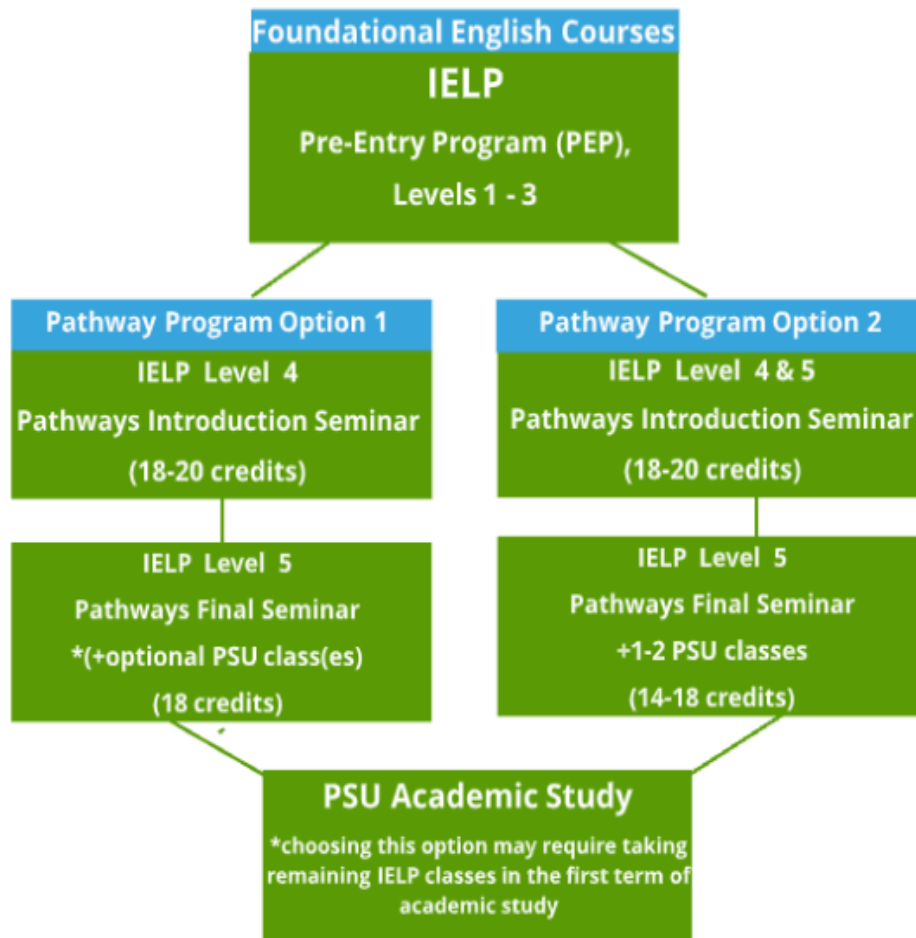 Foundational English Courses
IELP
Pre-Entry Program (PEP),
Levels 1 - 3
Pathway Program Option 1
IELP Level 4
Pathways Introduction Seminar
(18-20 credits)
IELP Level 5
Pathways Final Seminar
*(+optional PSU class(es)
(18 credits)
Pathway Program Option 2
IELP Level 4 & 5
Pathways Introduction Seminar
(18-20 credits)
IELP Level 5
Pathways Final Seminar
+1-2 PSU classes
(14-18 credits)
PSU Academic Study
*choosing this option may require taking
remaining IELP classes in the first term of
academic study